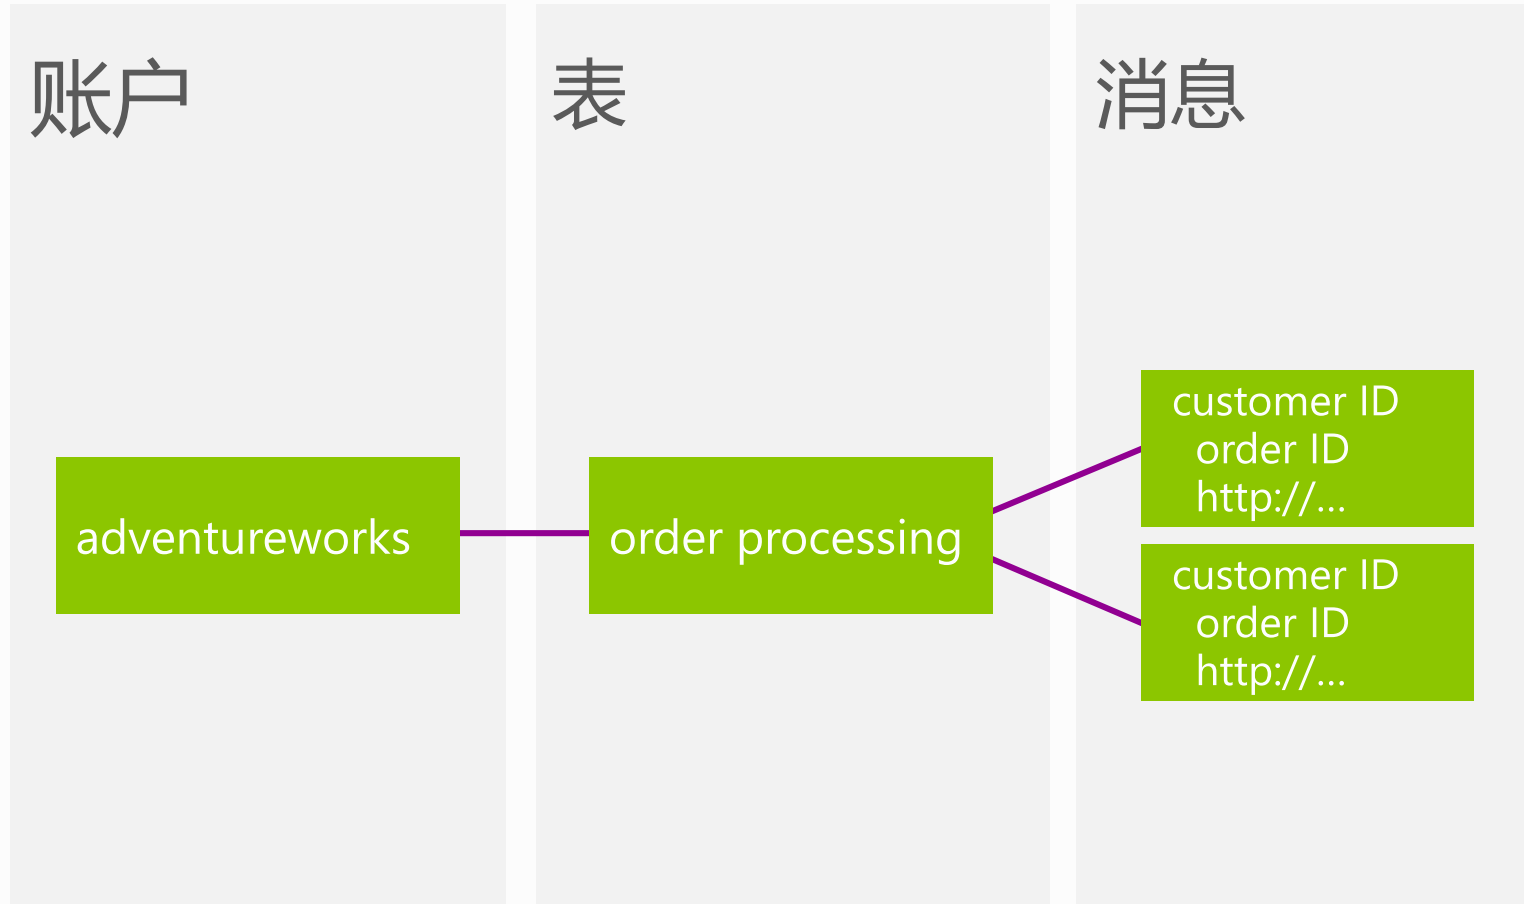 账户
表
消息
adventureworks
order processing
customer ID
order ID
http://...
customer ID
order ID
http://...